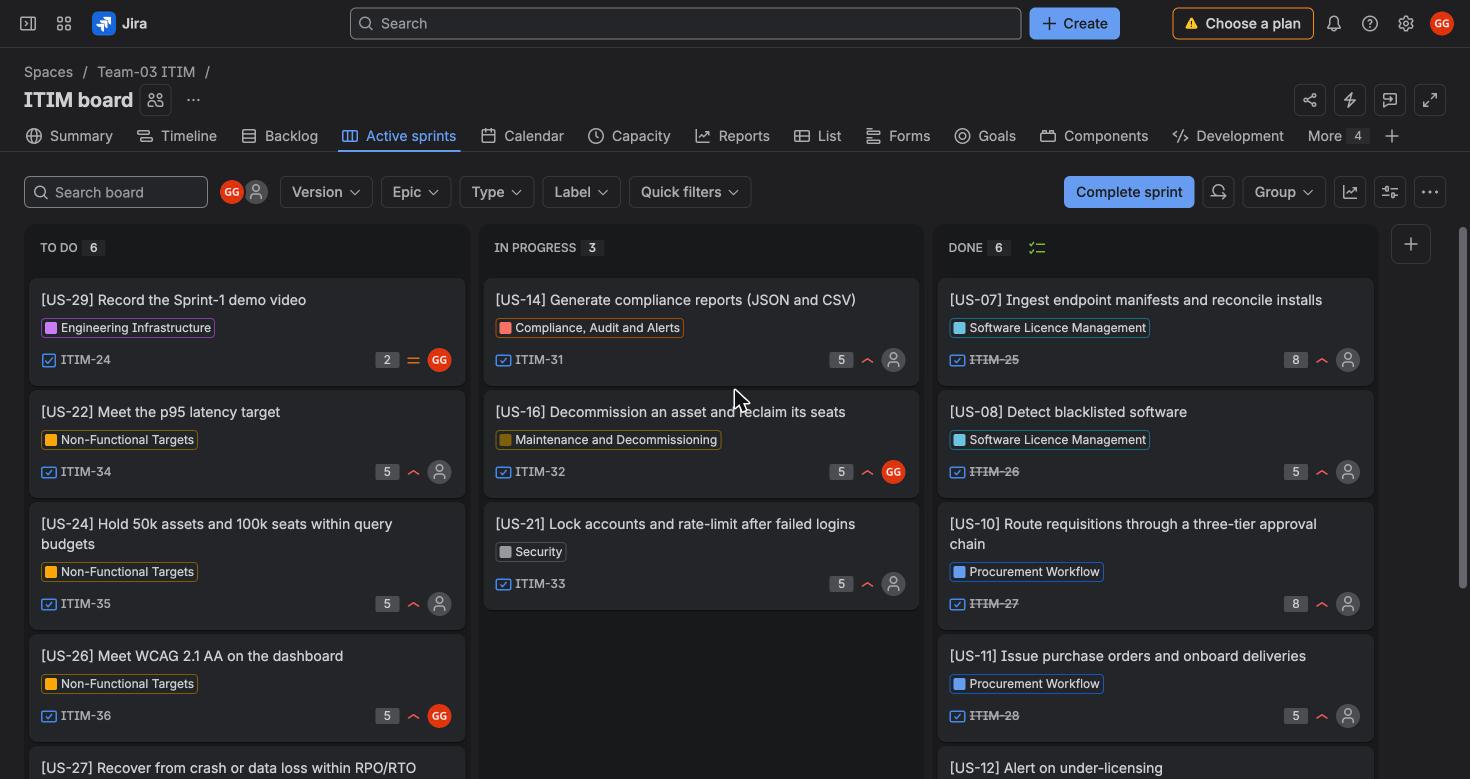 Jira
Search
Create
Choose a plan
GG
Spaces / Team-03 ITIM /
ITIM board
Summary
Timeline
Backlog
Active sprints
Calendar
Capacity
Reports
List
Forms
Goals
Components
Development
More 4
Search board
GG
Version
Epic
Type
Label
Quick filters
Complete sprint
Group
TO DO 6
[US-29] Record the Sprint-1 demo video
Engineering Infrastructure
ITIM-24 2 GG
[US-22] Meet the p95 latency target
Non-Functional Targets
ITIM-34 5
[US-24] Hold 50k assets and 100k seats within query
budgets
Non-Functional Targets
ITIM-35 5
[US-26] Meet WCAG 2.1 AA on the dashboard
Non-Functional Targets
ITIM-36 5 GG
[US-27] Recover from crash or data loss within RPO/RTO
IN PROGRESS 3
[US-14] Generate compliance reports (JSON and CSV)
Compliance, Audit and Alerts
ITIM-31 5
[US-16] Decommission an asset and reclaim its seats
Maintenance and Decommissioning
ITIM-32 5 GG
[US-21] Lock accounts and rate-limit after failed logins
Security
ITIM-33 5
DONE 6
[US-07] Ingest endpoint manifests and reconcile installs
Software Licence Management
ITIM-25 8
[US-08] Detect blacklisted software
Software Licence Management
ITIM-26 5
[US-10] Route requisitions through a three-tier approval
chain
Procurement Workflow
ITIM-27 8
[US-11] Issue purchase orders and onboard deliveries
Procurement Workflow
ITIM-28 5
[US-12] Alert on under-licensing